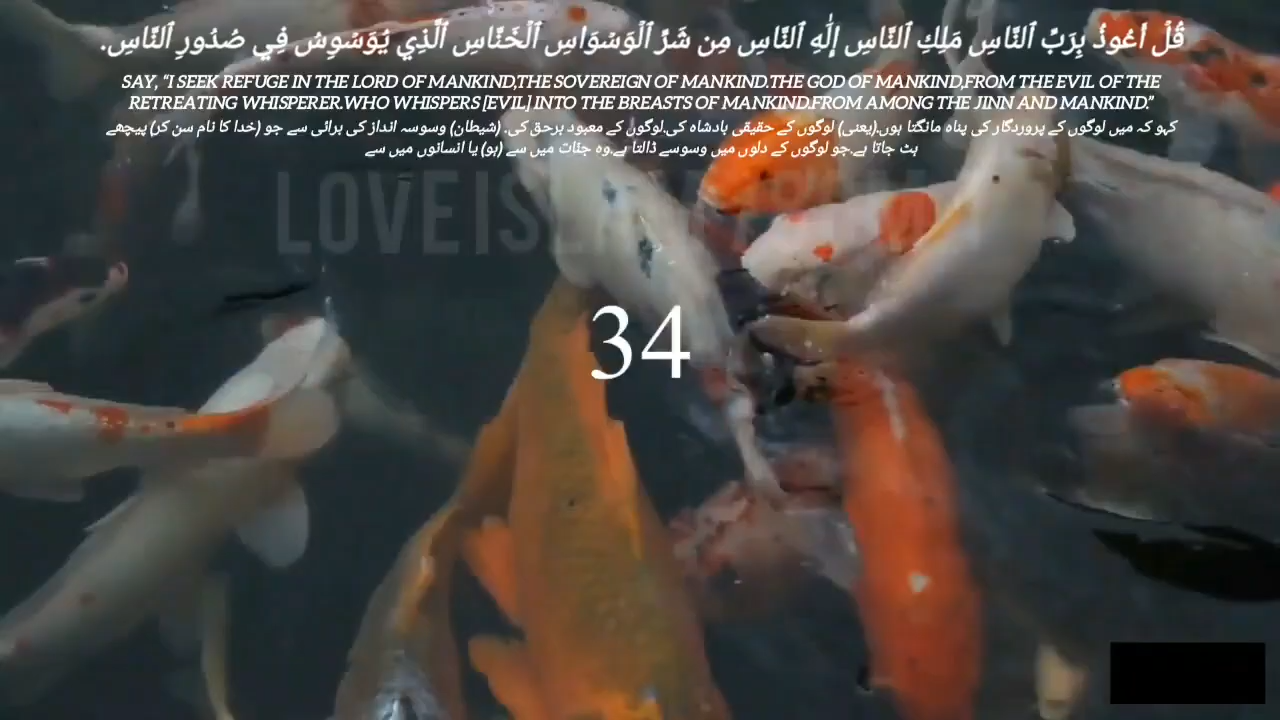 قُلْ أَعُوذُ بِرَبِّ ٱلنَّاسِ مَلِكِ ٱلنَّاسِ إِلَٰهِ ٱلنَّاسِ مِن شَرِّ ٱلْوَسْوَاسِ ٱلْخَنَّاسِ ٱلَّذِي يُوَسْوِسُ فِي صُدُورِ ٱلنَّاسِ.
SAY, "I SEEK REFUGE IN THE LORD OF MANKIND,THE SOVEREIGN OF MANKIND.THE GOD OF MANKIND,FROM THE EVIL OF THE
RETREATING WHISPERER.WHO WHISPERS [EVIL] INTO THE BREASTS OF MANKIND.FROM AMONG THE JINN AND MANKIND."
کہو کہ میں لوگوں کے پروردگار کی پناہ مانگتا ہوں.(یعنی) لوگوں کے حقیقی بادشاہ کی.لوگوں کے معبود برحق کی. (شیطان) وسوسہ انداز کی برائی سے جو (خدا کا نام سن کر) پیچھے
ہٹ جاتا ہے.جو لوگوں کے دلوں میں وسوسے ڈالتا ہے.وہ جنّات میں سے (ہو) یا انسانوں میں سے
34